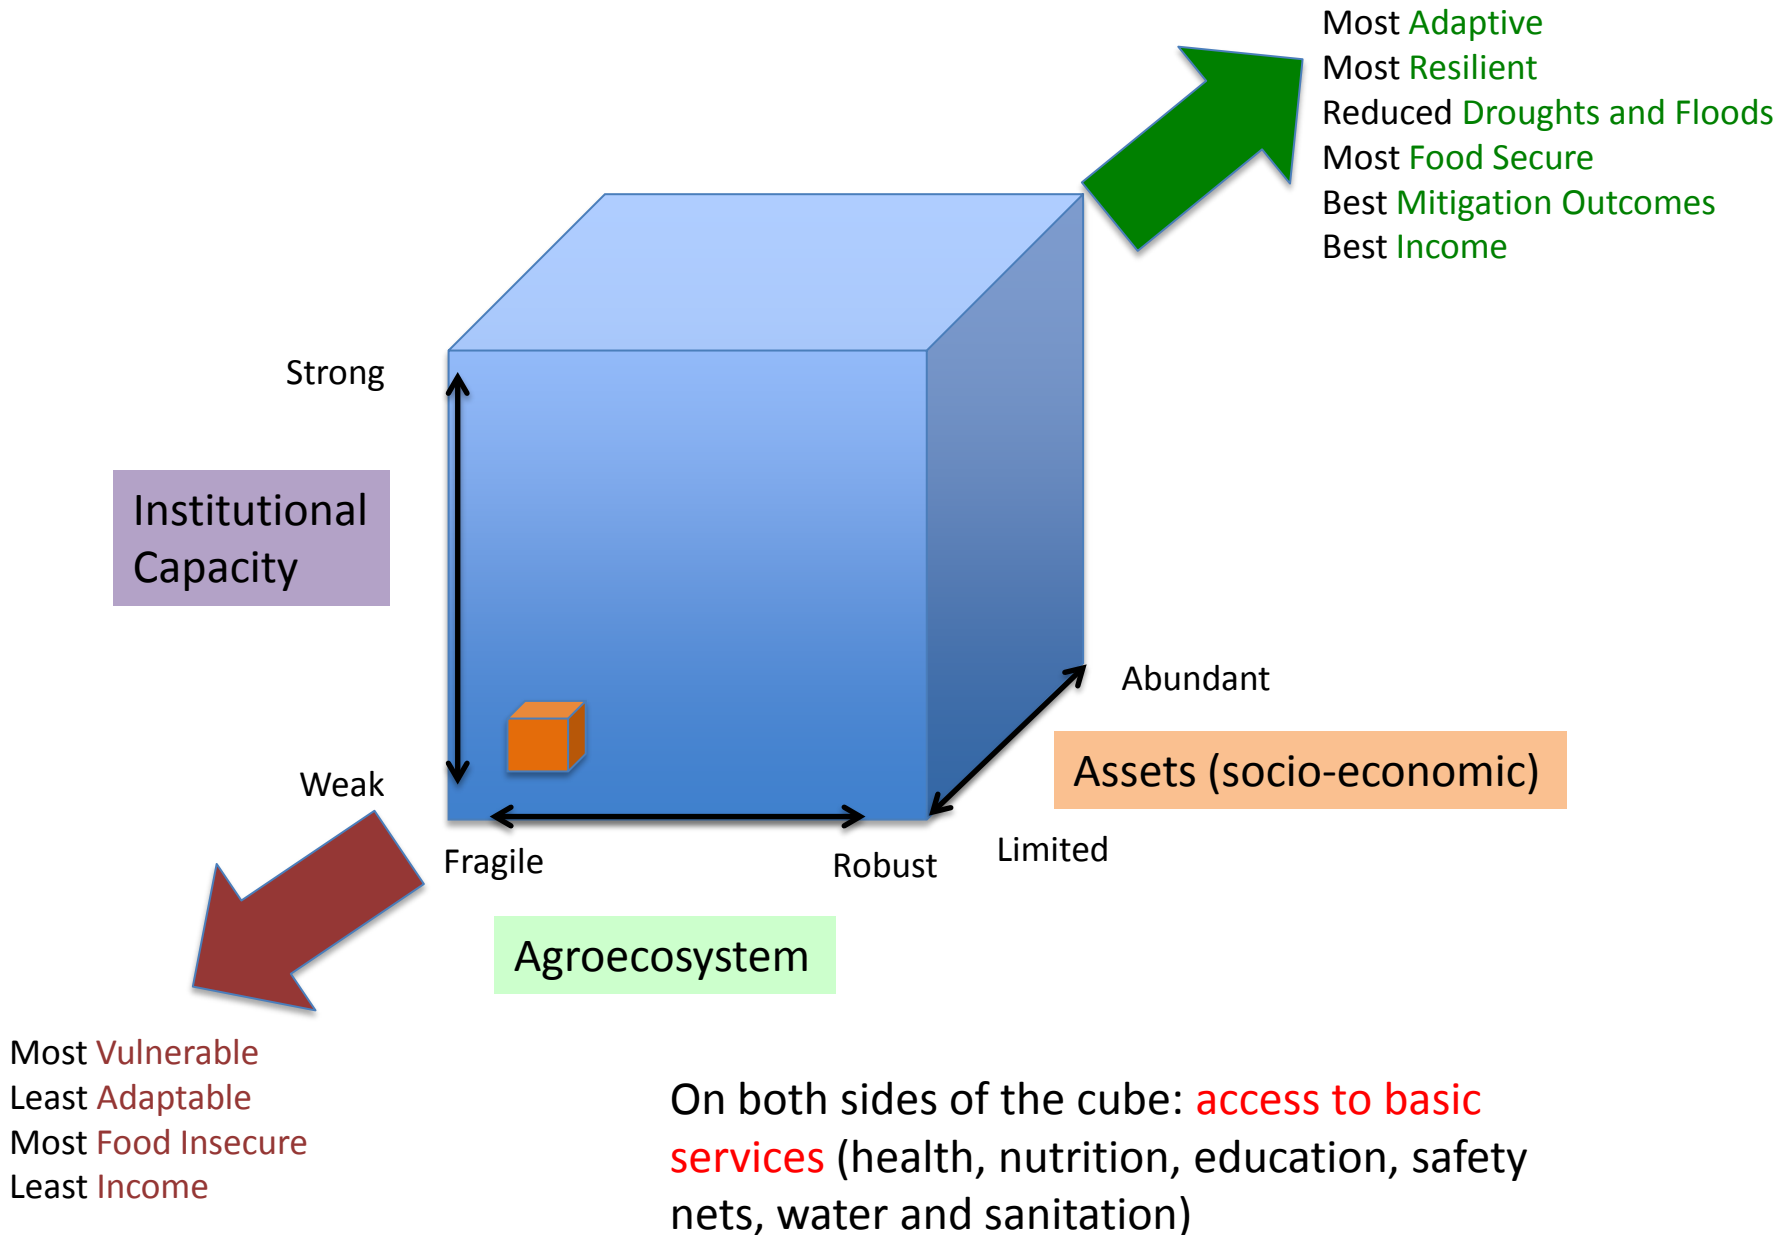 Most Adaptive
Most Resilient
Reduced Droughts and Floods
Most Food Secure
Best Mitigation Outcomes
Best Income
Strong
Institutional
Capacity
Weak
Abundant
Assets (socio-economic)
Limited
Fragile
Robust
Agroecosystem
Most Vulnerable
Least Adaptable
Most Food Insecure
Least Income
On both sides of the cube: access to basic
services (health, nutrition, education, safety
nets, water and sanitation)